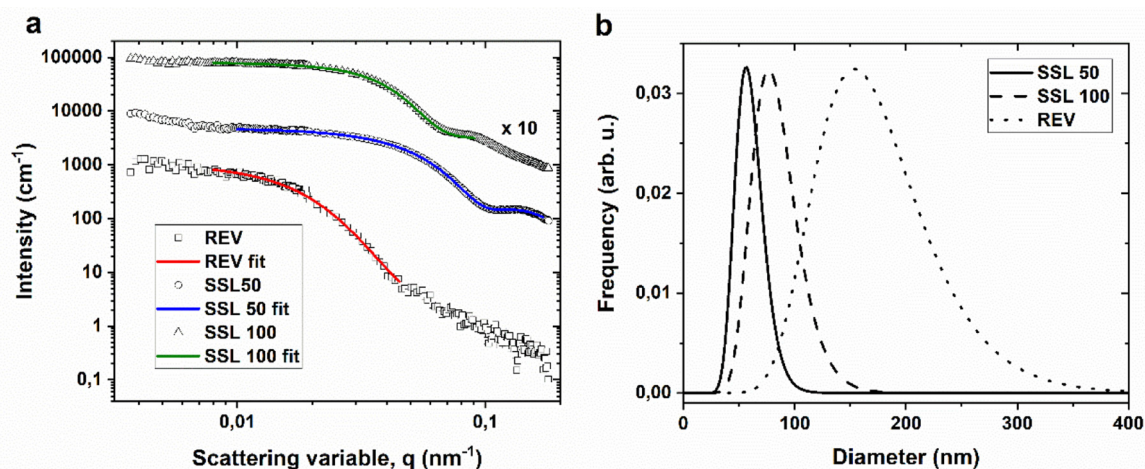 a
100000
10000
1000
100
10
1
0,1
Intensity (cm⁻¹)
x 10
REV
REV fit
SSL50
SSL 50 fit
SSL 100
SSL 100 fit
0,01
0,1
Scattering variable, q (nm⁻¹)
b
0,03
0,02
0,01
0,00
Frequency (arb. u.)
SSL 50
SSL 100
REV
0
100
200
300
400
Diameter (nm)